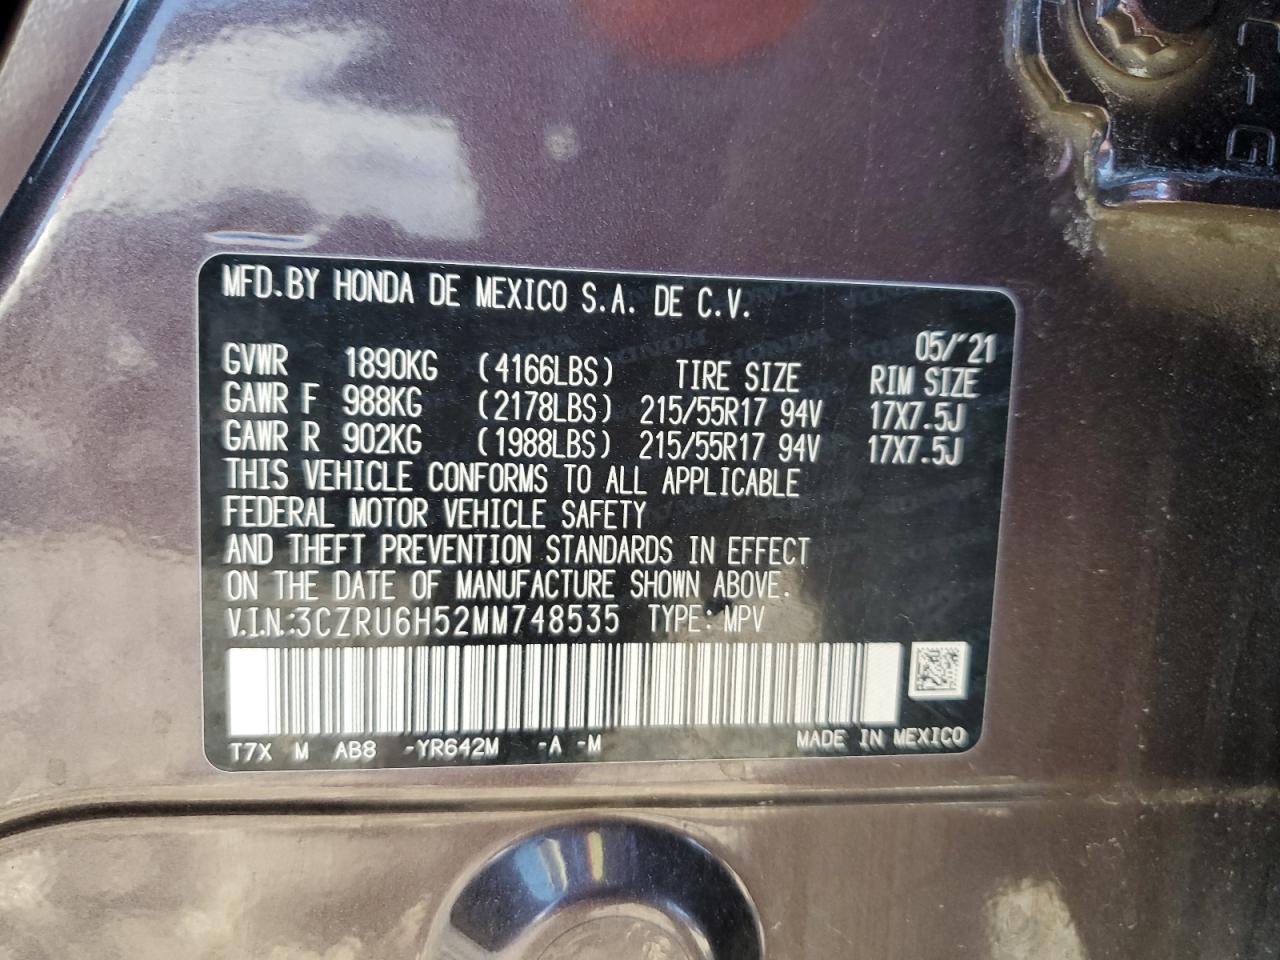 MFD.BY HONDA DE MEXICO S.A. DE C.V.
05/'21
GVWR 1890KG (4166LBS) TIRE SIZE RIM SIZE
GAWR F 988KG (2178LBS) 215/55R17 94V 17X7.5J
GAWR R 902KG (1988LBS) 215/55R17 94V 17X7.5J
THIS VEHICLE CONFORMS TO ALL APPLICABLE
FEDERAL MOTOR VEHICLE SAFETY
AND THEFT PREVENTION STANDARDS IN EFFECT
ON THE DATE OF MANUFACTURE SHOWN ABOVE.
V.I.N.:3CZRU6H52MM748535 TYPE: MPV
T7X M AB8 -YR642M -A -M MADE IN MEXICO